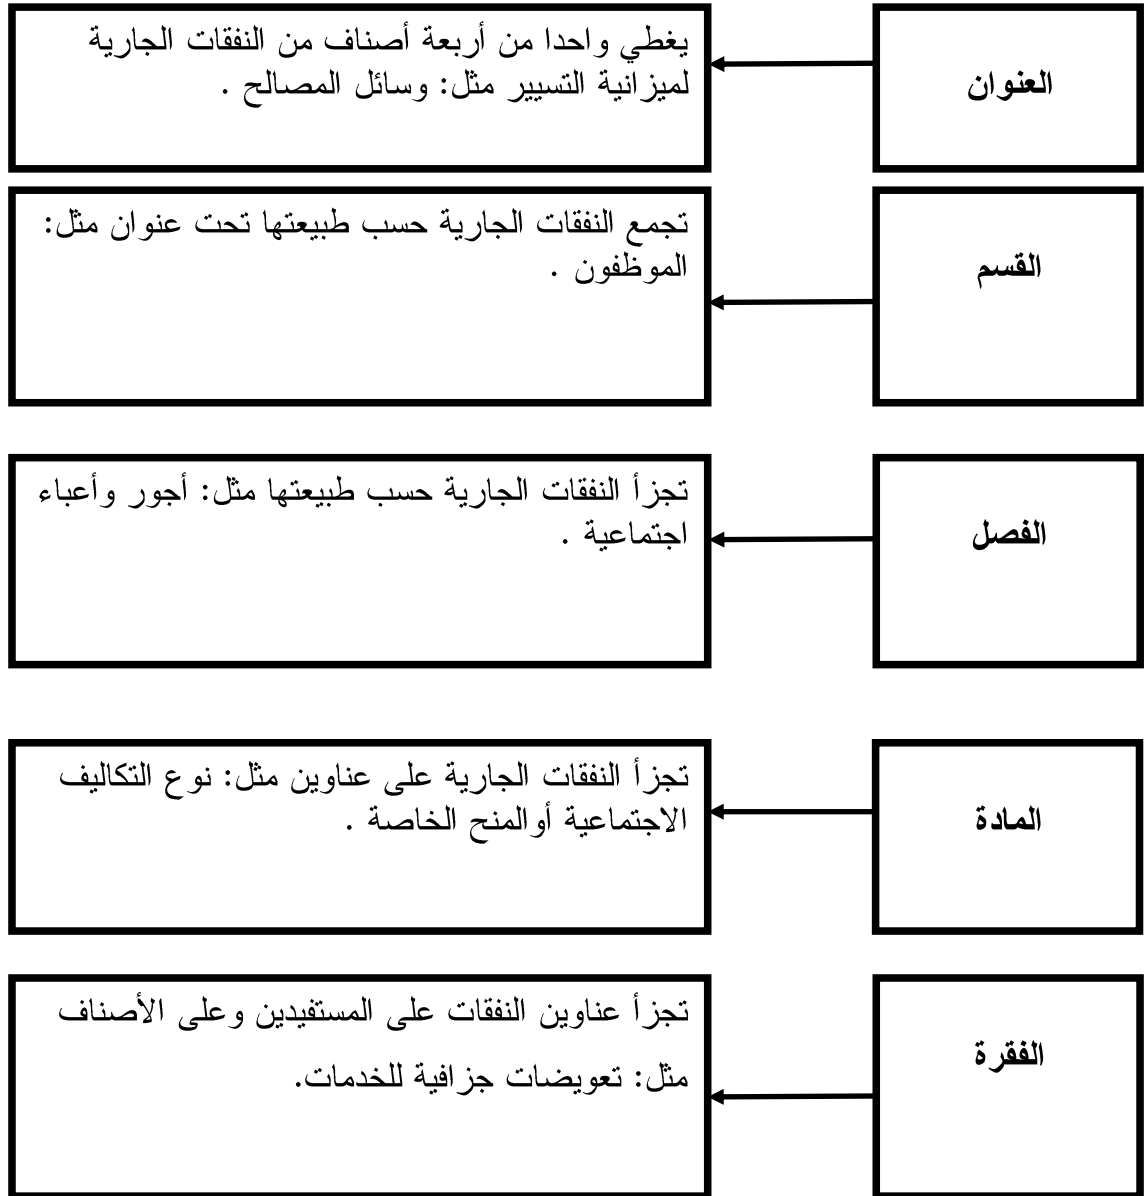 العنوان
يغطي واحدا من أربعة أصناف من النفقات الجارية
لميزانية التسيير مثل: وسائل المصالح .
القسم
تجمع النفقات الجارية حسب طبيعتها تحت عنوان مثل:
الموظفون .
الفصل
تجزأ النفقات الجارية حسب طبيعتها مثل: أجور وأعباء
اجتماعية .
المادة
تجزأ النفقات الجارية على عناوين مثل: نوع التكاليف
الاجتماعية أوالمنح الخاصة .
الفقرة
تجزأ عناوين النفقات على المستفيدين وعلى الأصناف
مثل: تعويضات جزافية للخدمات.